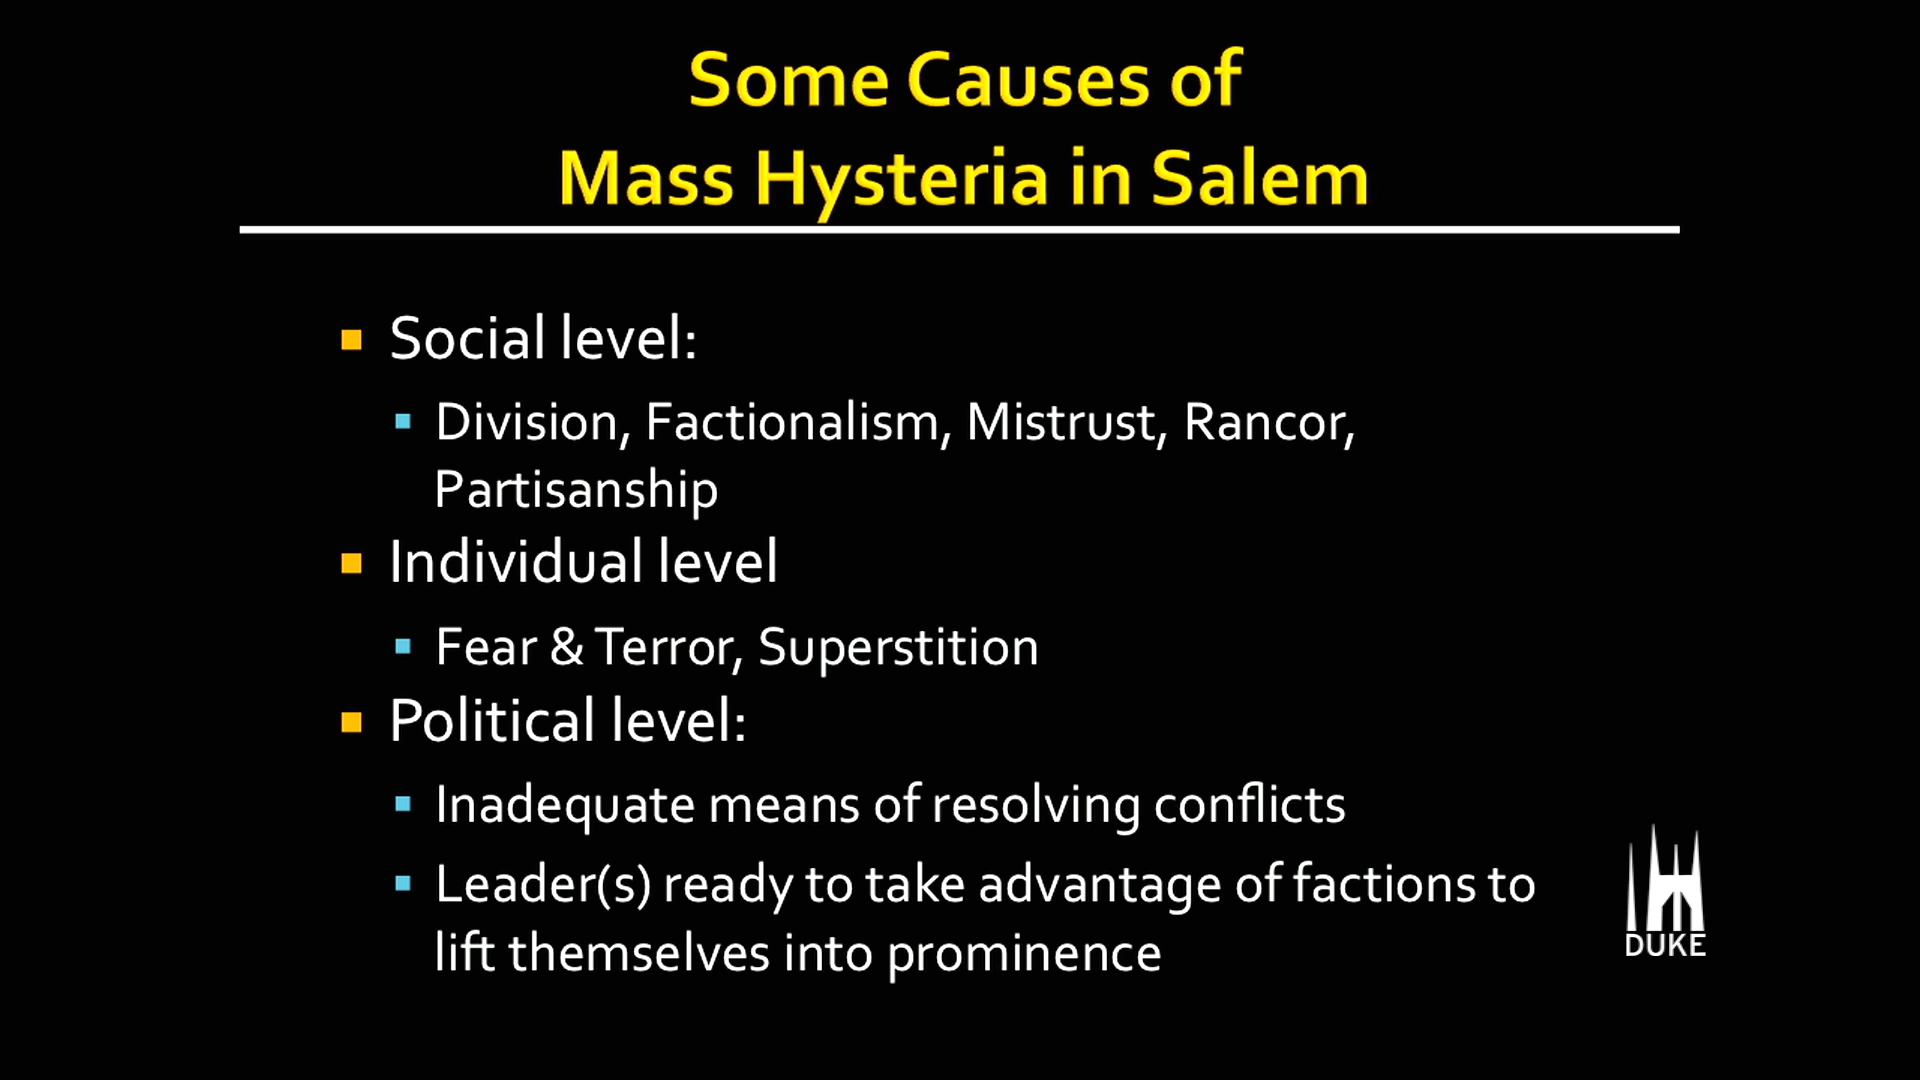 Some Causes of
Mass Hysteria in Salem
Social level:
Division, Factionalism, Mistrust, Rancor,
Partisanship
Individual level
Fear & Terror, Superstition
Political level:
Inadequate means of resolving conflicts
Leader(s) ready to take advantage of factions to
lift themselves into prominence
DUKE